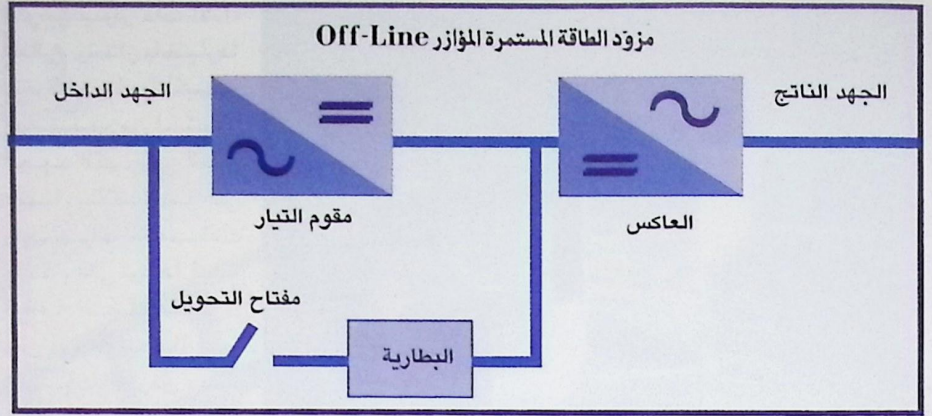 مزوّد الطاقة المستمرة المؤازر Off-Line
الجهد الداخل
الجهد الناتج
مقوم التيار
العاكس
مفتاح التحويل
البطارية